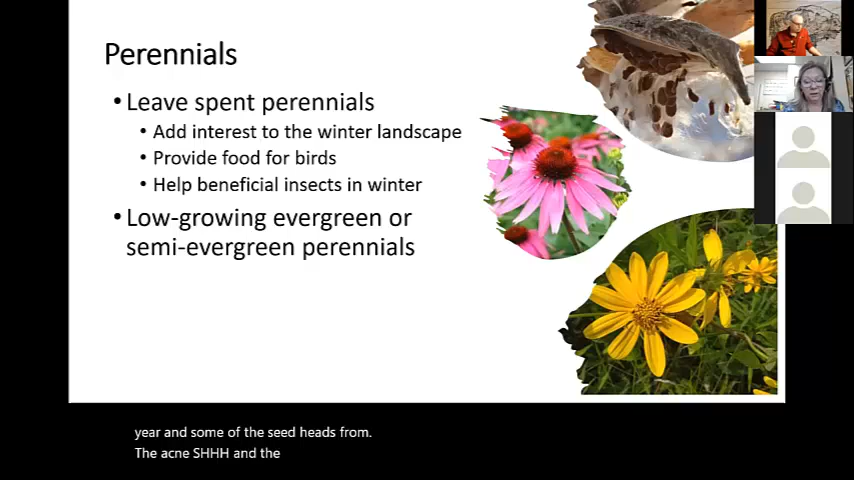 Perennials
• Leave spent perennials
• Add interest to the winter landscape
• Provide food for birds
• Help beneficial insects in winter
• Low-growing evergreen or
semi-evergreen perennials
year and some of the seed heads from.
The acne SHHH and the